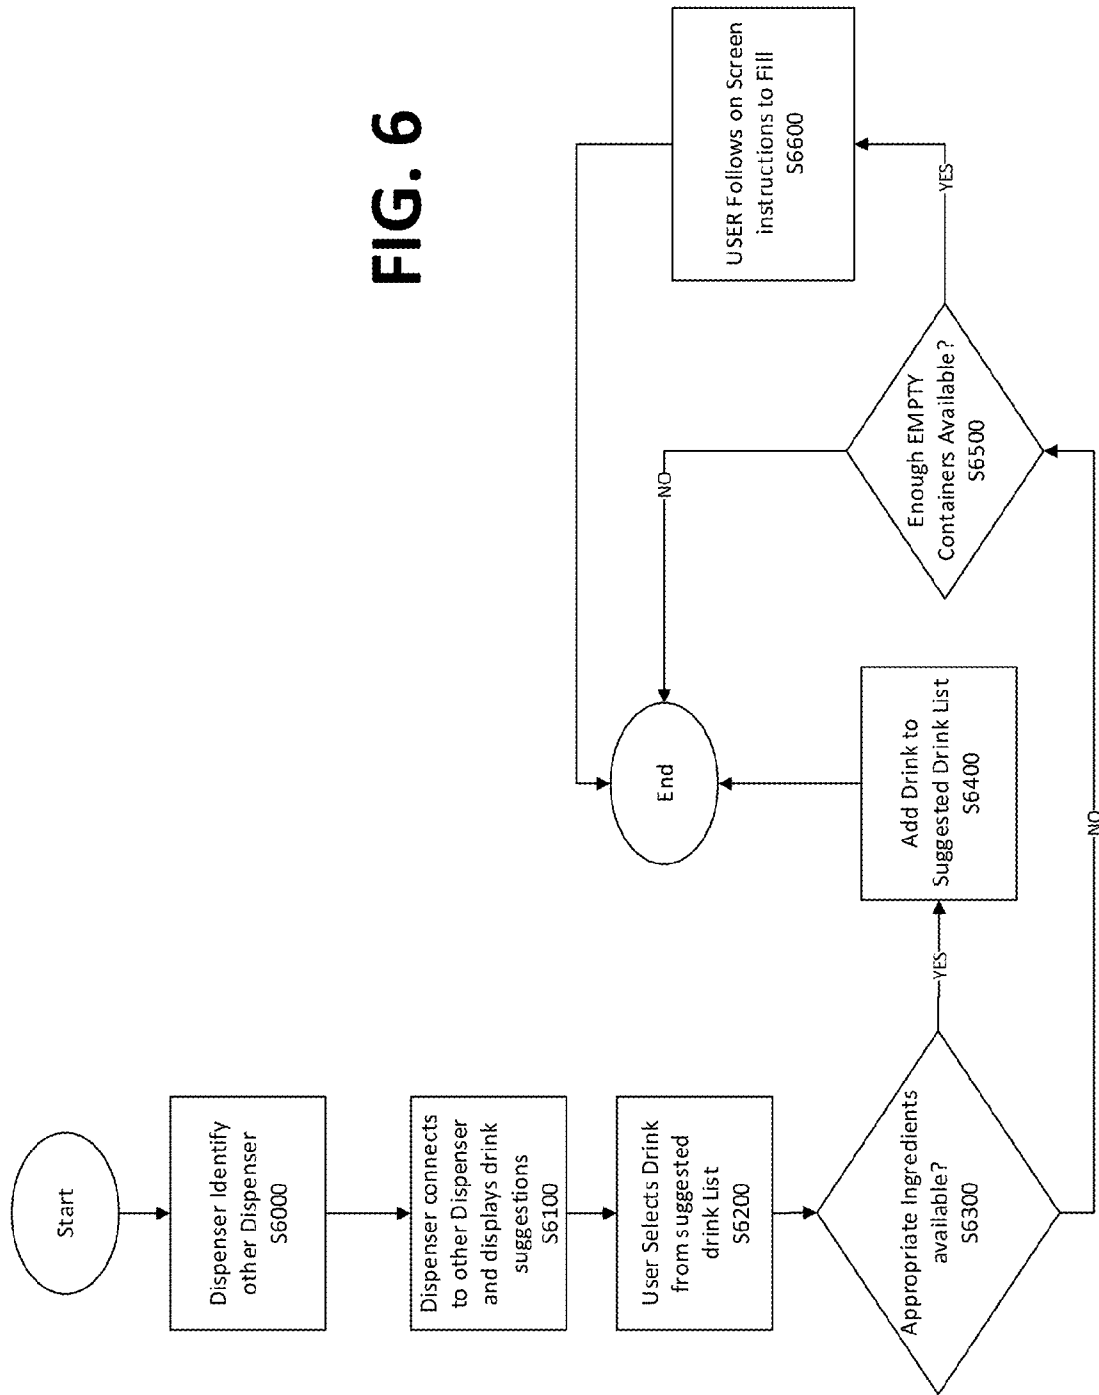 FIG. 6
Start
Dispenser Identify
other Dispenser
S6000
Dispenser connects
to other Dispenser
and displays drink
suggestions
S6100
User Selects Drink
from suggested
drink List
S6200
Appropriate Ingredients
available?
S6300
YES
NO
Add Drink to
Suggested Drink List
S6400
End
Enough EMPTY
Containers Available?
S6500
NO
YES
USER Follows on Screen
instructions to Fill
S6600